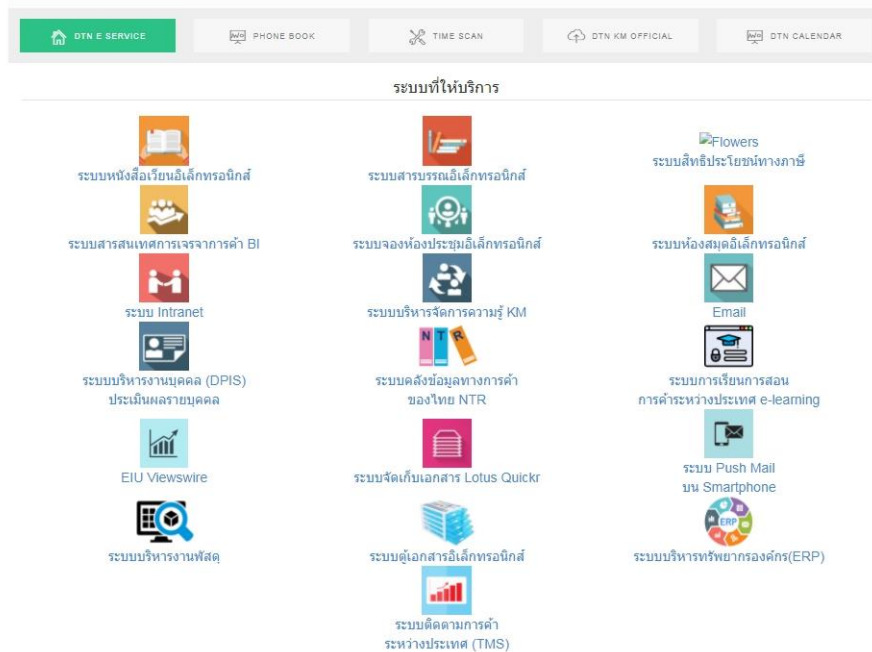 DTN E SERVICE
PHONE BOOK
TIME SCAN
DTN KM OFFICIAL
DTN CALENDAR
ระบบที่ให้บริการ
ระบบหนังสือเวียนอิเล็กทรอนิกส์
ระบบสารบรรณอิเล็กทรอนิกส์
Flowers
ระบบสิทธิประโยชน์ทางภาษี
ระบบสารสนเทศการเจรจาการค้า BI
ระบบจองห้องประชุมอิเล็กทรอนิกส์
ระบบห้องสมุดอิเล็กทรอนิกส์
ระบบ Intranet
ระบบบริหารจัดการความรู้ KM
Email
ระบบบริหารงานบุคคล (DPIS)
ประเมินผลรายบุคคล
N T R
ระบบคลังข้อมูลทางการค้า
ของไทย NTR
ระบบการเรียนการสอน
การค้าระหว่างประเทศ e-learning
EIU Viewswire
ระบบจัดเก็บเอกสาร Lotus Quickr
ระบบ Push Mail
บน Smartphone
ระบบบริหารงานพัสดุ
ระบบตู้เอกสารอิเล็กทรอนิกส์
ERP
ระบบบริหารทรัพยากรองค์กร(ERP)
ระบบติดตามการค้า
ระหว่างประเทศ (TMS)